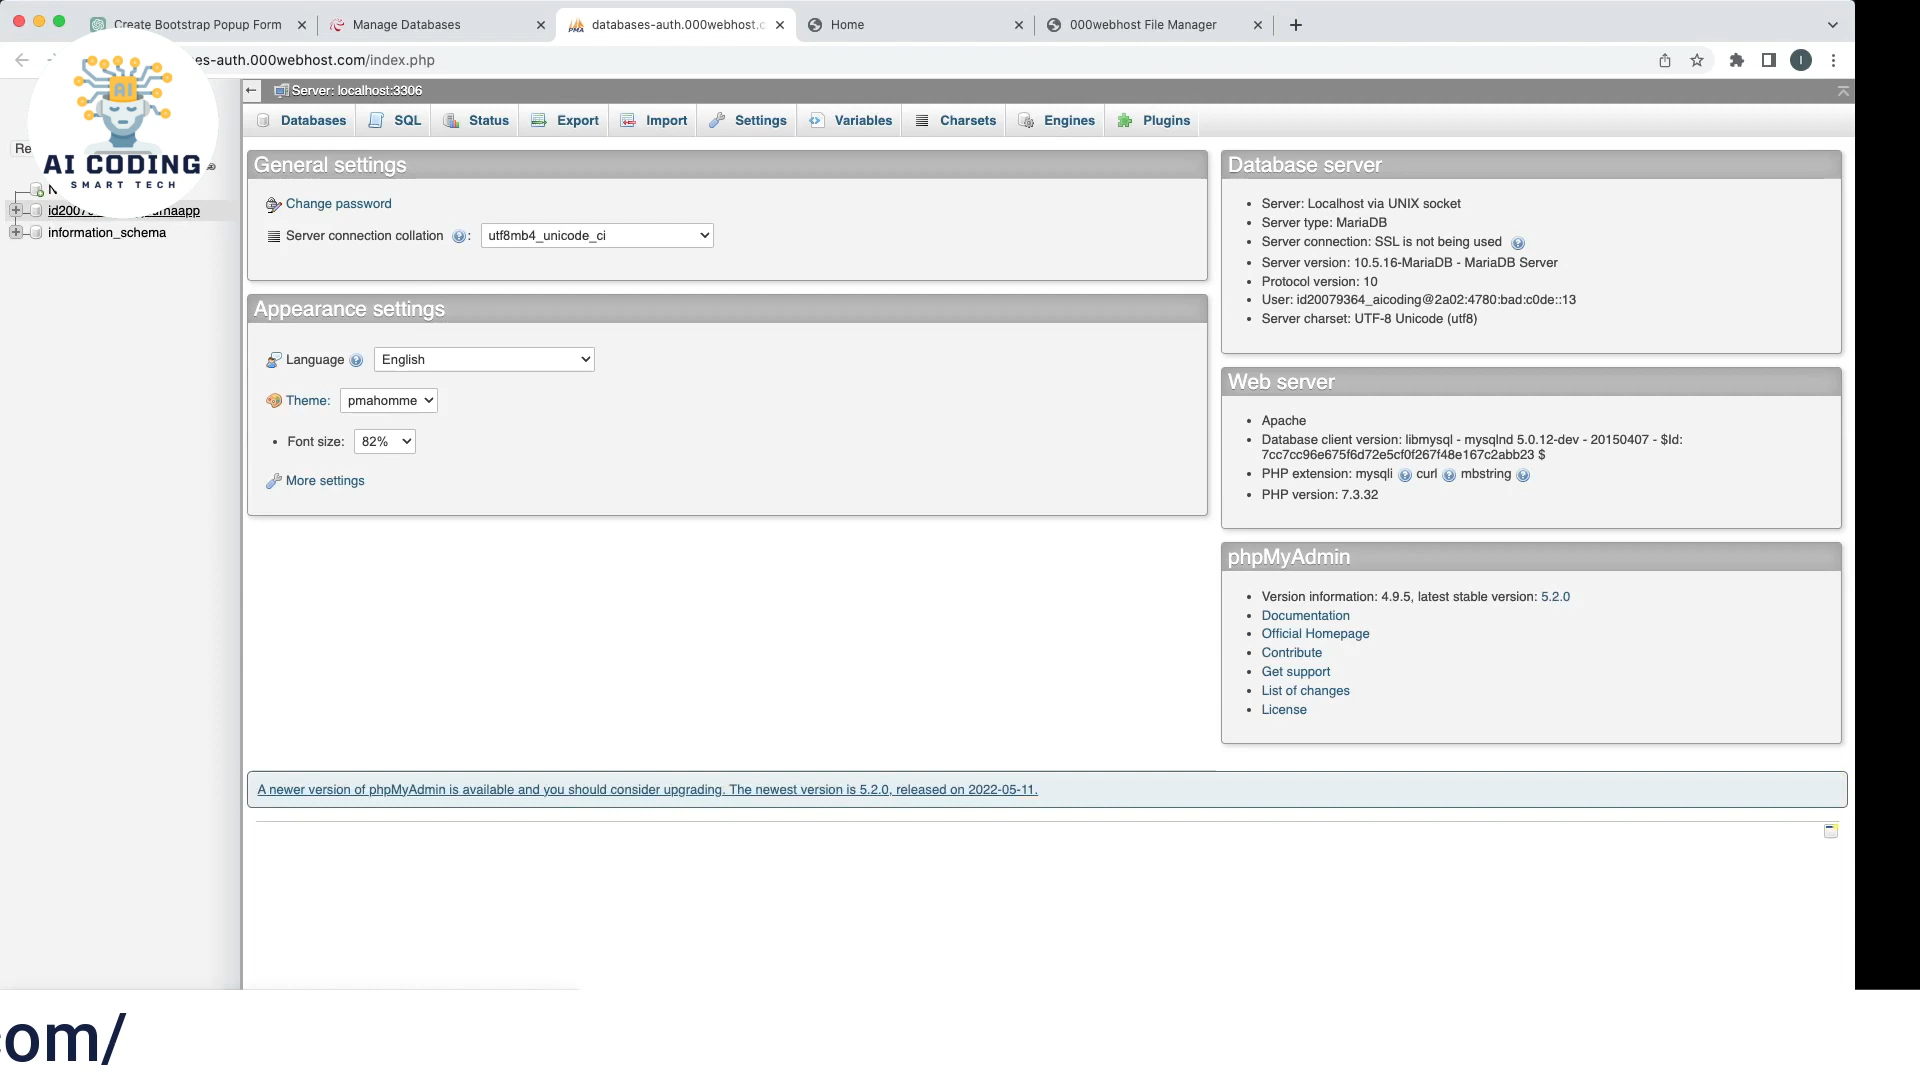 Create Bootstrap Popup Form
Manage Databases
databases-auth.000webhost.c
Home
000webhost File Manager
es-auth.000webhost.com/index.php
I
AI
AI CODING
SMART TECH
Re
N
id2007
information_schema
Server: localhost:3306
Databases
SQL
Status
Export
Import
Settings
Variables
Charsets
Engines
Plugins
General settings
Change password
Server connection collation : utf8mb4_unicode_ci
Appearance settings
Language English
Theme: pmahomme
• Font size: 82%
More settings
Database server
• Server: Localhost via UNIX socket
• Server type: MariaDB
• Server connection: SSL is not being used
• Server version: 10.5.16-MariaDB - MariaDB Server
• Protocol version: 10
• User: id20079364_aicoding@2a02:4780:bad:c0de::13
• Server charset: UTF-8 Unicode (utf8)
Web server
• Apache
• Database client version: libmysql - mysqlnd 5.0.12-dev - 20150407 - $Id:
7cc7cc96e675f6d72e5cf0f267f48e167c2abb23 $
• PHP extension: mysqli curl mbstring
• PHP version: 7.3.32
phpMyAdmin
• Version information: 4.9.5, latest stable version: 5.2.0
• Documentation
• Official Homepage
• Contribute
• Get support
• List of changes
• License
A newer version of phpMyAdmin is available and you should consider upgrading. The newest version is 5.2.0, released on 2022-05-11.
com/